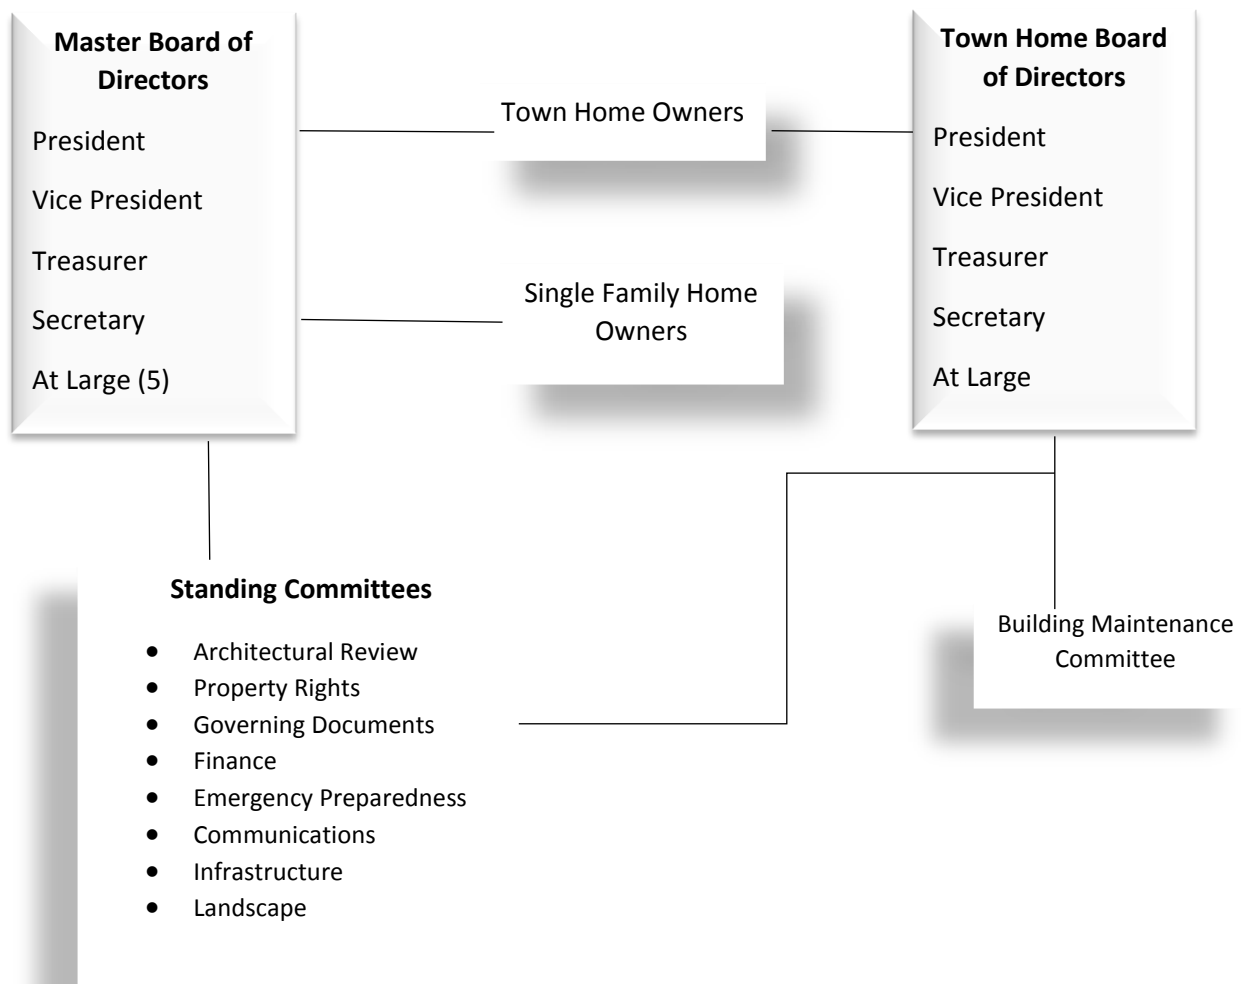 Master Board of
Directors
President
Vice President
Treasurer
Secretary
At Large (5)
Town Home Owners
Single Family Home
Owners
Town Home Board
of Directors
President
Vice President
Treasurer
Secretary
At Large
Standing Committees
• Architectural Review
• Property Rights
• Governing Documents
• Finance
• Emergency Preparedness
• Communications
• Infrastructure
• Landscape
Building Maintenance
Committee